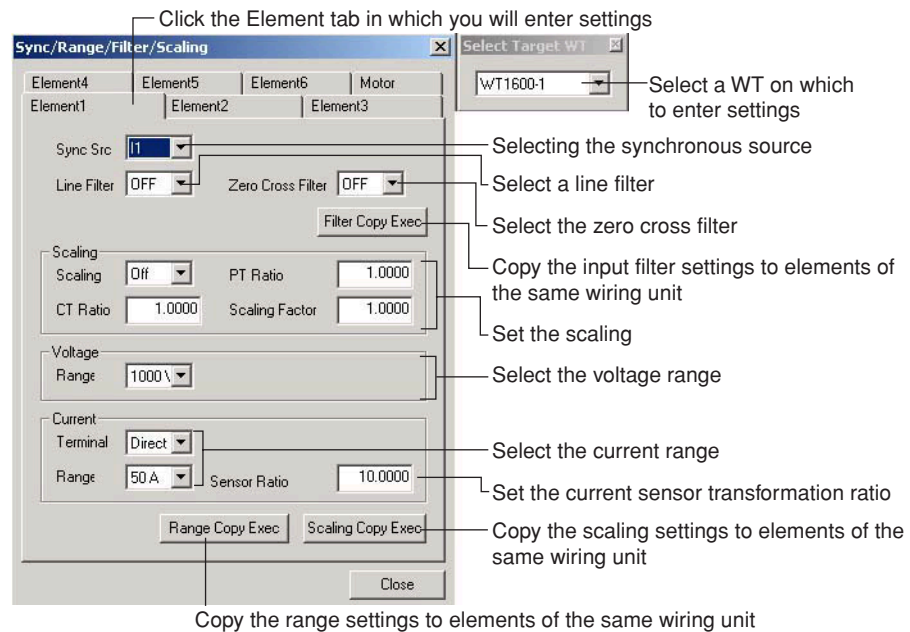 Click the Element tab in which you will enter settings
Sync/Range/Filter/Scaling
Select Target WT
Element4 Element5 Element6 Motor
Element1 Element2 Element3
WT1600-1
Select a WT on which
to enter settings
Sync Src I1
Selecting the synchronous source
Line Filter OFF Zero Cross Filter OFF
Select a line filter
Filter Copy Exec
Select the zero cross filter
Scaling
Scaling Off PT Ratio 1.0000
Copy the input filter settings to elements of
the same wiring unit
CT Ratio 1.0000 Scaling Factor 1.0000
Set the scaling
Voltage
Range 1000 V
Select the voltage range
Current
Terminal Direct
Select the current range
Range 50 A Sensor Ratio 10.0000
Set the current sensor transformation ratio
Range Copy Exec Scaling Copy Exec
Copy the scaling settings to elements of the
same wiring unit
Close
Copy the range settings to elements of the same wiring unit